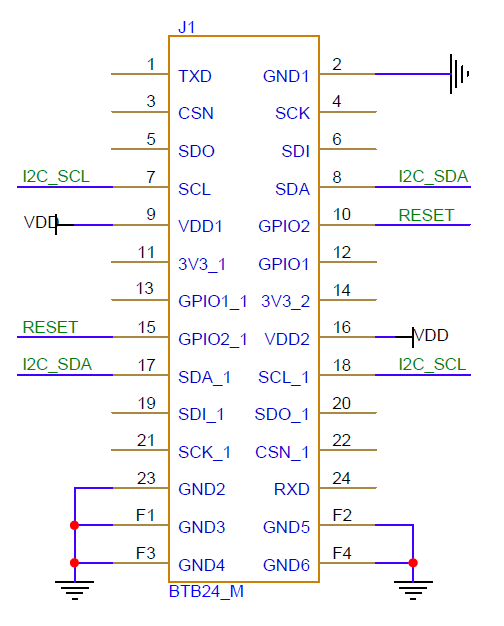 J1
1 TXD GND1 2
3 CSN SCK 4
5 SDO SDI 6
I2C_SCL 7 SCL SDA 8 I2C_SDA
VDD 9 VDD1 GPIO2 10 RESET
11 3V3_1 GPIO1 12
13 GPIO1_1 3V3_2 14
RESET 15 GPIO2_1 VDD2 16 VDD
I2C_SDA 17 SDA_1 SCL_1 18 I2C_SCL
19 SDI_1 SDO_1 20
21 SCK_1 CSN_1 22
23 GND2 RXD 24
F1 GND3 GND5 F2
F3 GND4 GND6 F4
BTB24_M